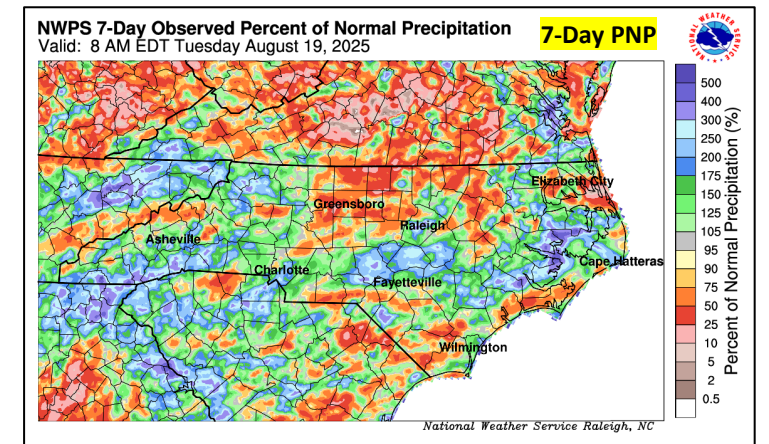 NWPS 7-Day Observed Percent of Normal Precipitation
Valid: 8 AM EDT Tuesday August 19, 2025
7-Day PNP
NATIONAL WEATHER SERVICE
500
400
300
250
200
175
150
125
105
95
90
75
50
25
10
5
2
0.5
Percent of Normal Precipitation (%)
Elizabeth City
Greensboro
Raleigh
Asheville
Cape Hatteras
Charlotte
Fayetteville
Wilmington
National Weather Service Raleigh, NC